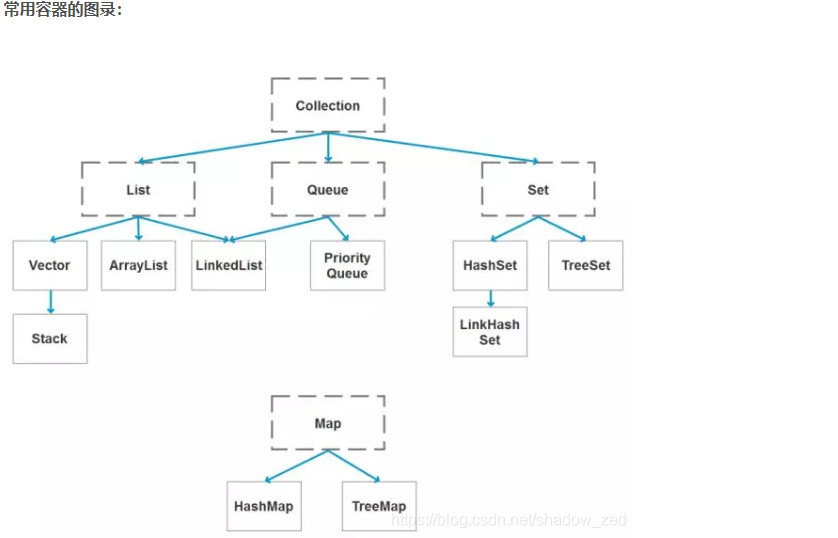 常用容器的图录：
Collection
List
Queue
Set
Vector
ArrayList
LinkedList
Priority
Queue
HashSet
TreeSet
Stack
LinkHash
Set
Map
HashMap
TreeMap
https://blog.csdn.net/shadow_zed